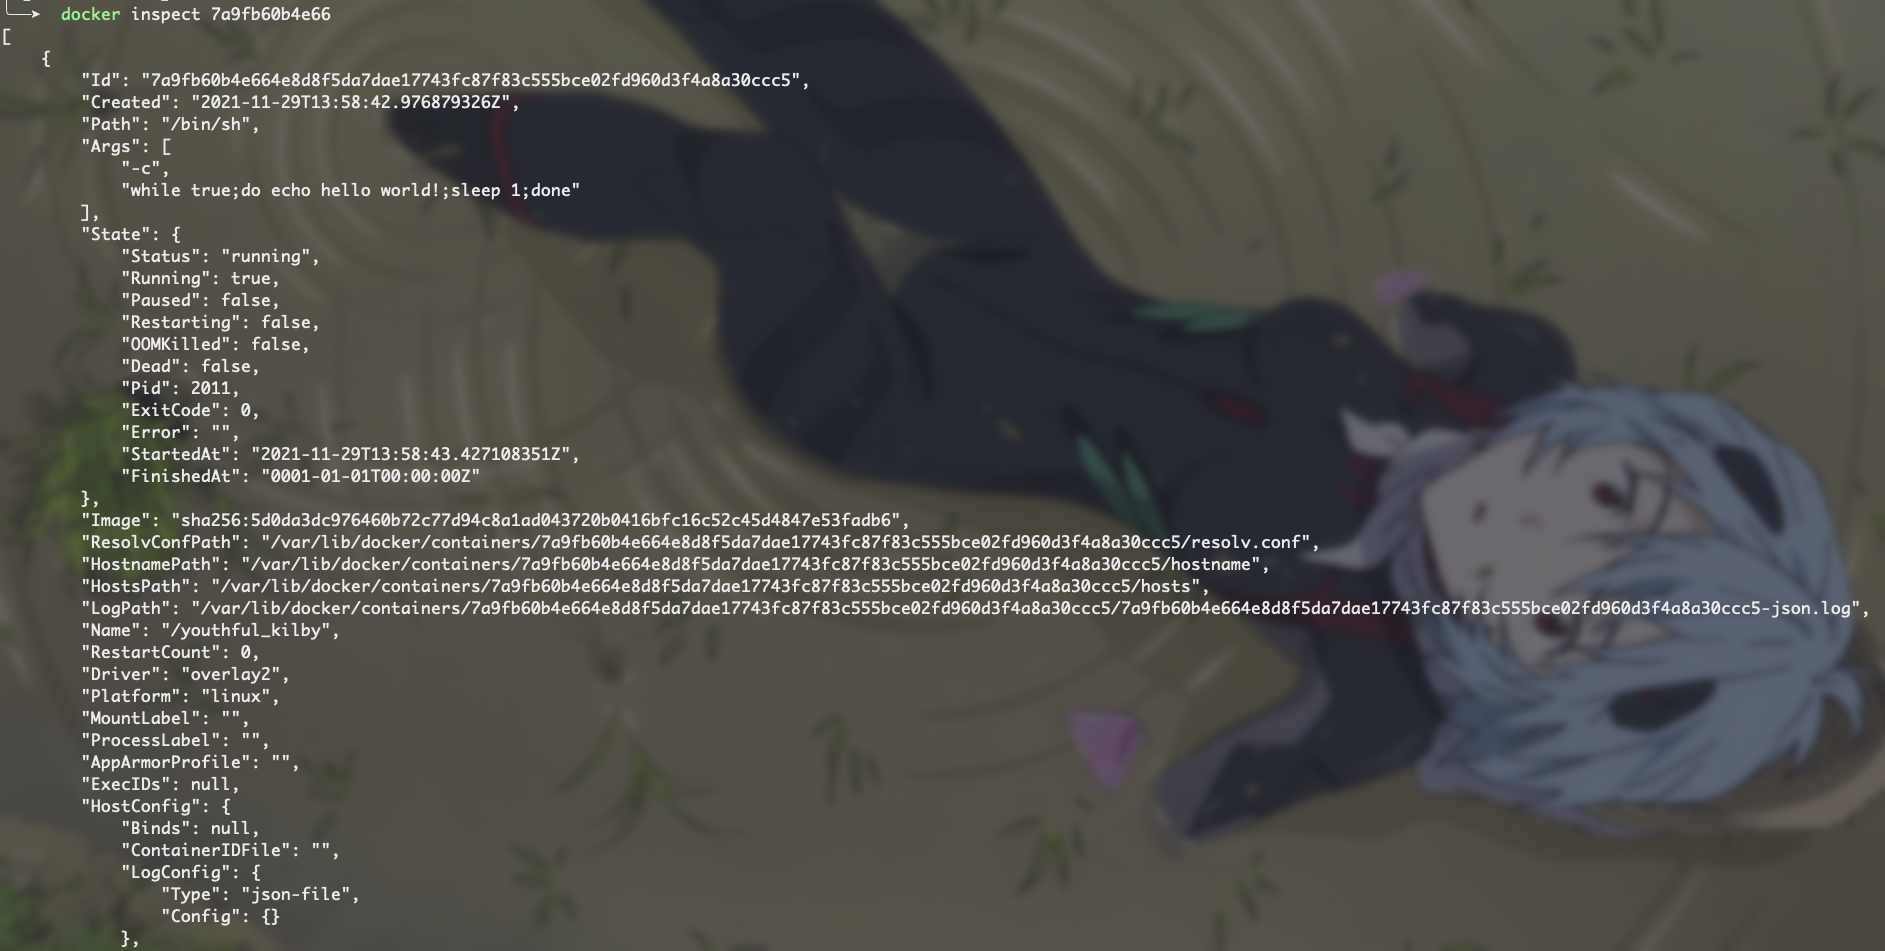 docker inspect 7a9fb60b4e66
[
    {
        "Id": "7a9fb60b4e664e8d8f5da7dae17743fc87f83c555bce02fd960d3f4a8a30ccc5",
        "Created": "2021-11-29T13:58:42.976879326Z",
        "Path": "/bin/sh",
        "Args": [
            "-c",
            "while true;do echo hello world!;sleep 1;done"
        ],
        "State": {
            "Status": "running",
            "Running": true,
            "Paused": false,
            "Restarting": false,
            "OOMKilled": false,
            "Dead": false,
            "Pid": 2011,
            "ExitCode": 0,
            "Error": "",
            "StartedAt": "2021-11-29T13:58:43.427108351Z",
            "FinishedAt": "0001-01-01T00:00:00Z"
        },
        "Image": "sha256:5d0da3dc976460b72c77d94c8a1ad043720b0416bfc16c52c45d4847e53fadb6",
        "ResolvConfPath": "/var/lib/docker/containers/7a9fb60b4e664e8d8f5da7dae17743fc87f83c555bce02fd960d3f4a8a30ccc5/resolv.conf",
        "HostnamePath": "/var/lib/docker/containers/7a9fb60b4e664e8d8f5da7dae17743fc87f83c555bce02fd960d3f4a8a30ccc5/hostname",
        "HostsPath": "/var/lib/docker/containers/7a9fb60b4e664e8d8f5da7dae17743fc87f83c555bce02fd960d3f4a8a30ccc5/hosts",
        "LogPath": "/var/lib/docker/containers/7a9fb60b4e664e8d8f5da7dae17743fc87f83c555bce02fd960d3f4a8a30ccc5/7a9fb60b4e664e8d8f5da7dae17743fc87f83c555bce02fd960d3f4a8a30ccc5-json.log",
        "Name": "/youthful_kilby",
        "RestartCount": 0,
        "Driver": "overlay2",
        "Platform": "linux",
        "MountLabel": "",
        "ProcessLabel": "",
        "AppArmorProfile": "",
        "ExecIDs": null,
        "HostConfig": {
            "Binds": null,
            "ContainerIDFile": "",
            "LogConfig": {
                "Type": "json-file",
                "Config": {}
            },